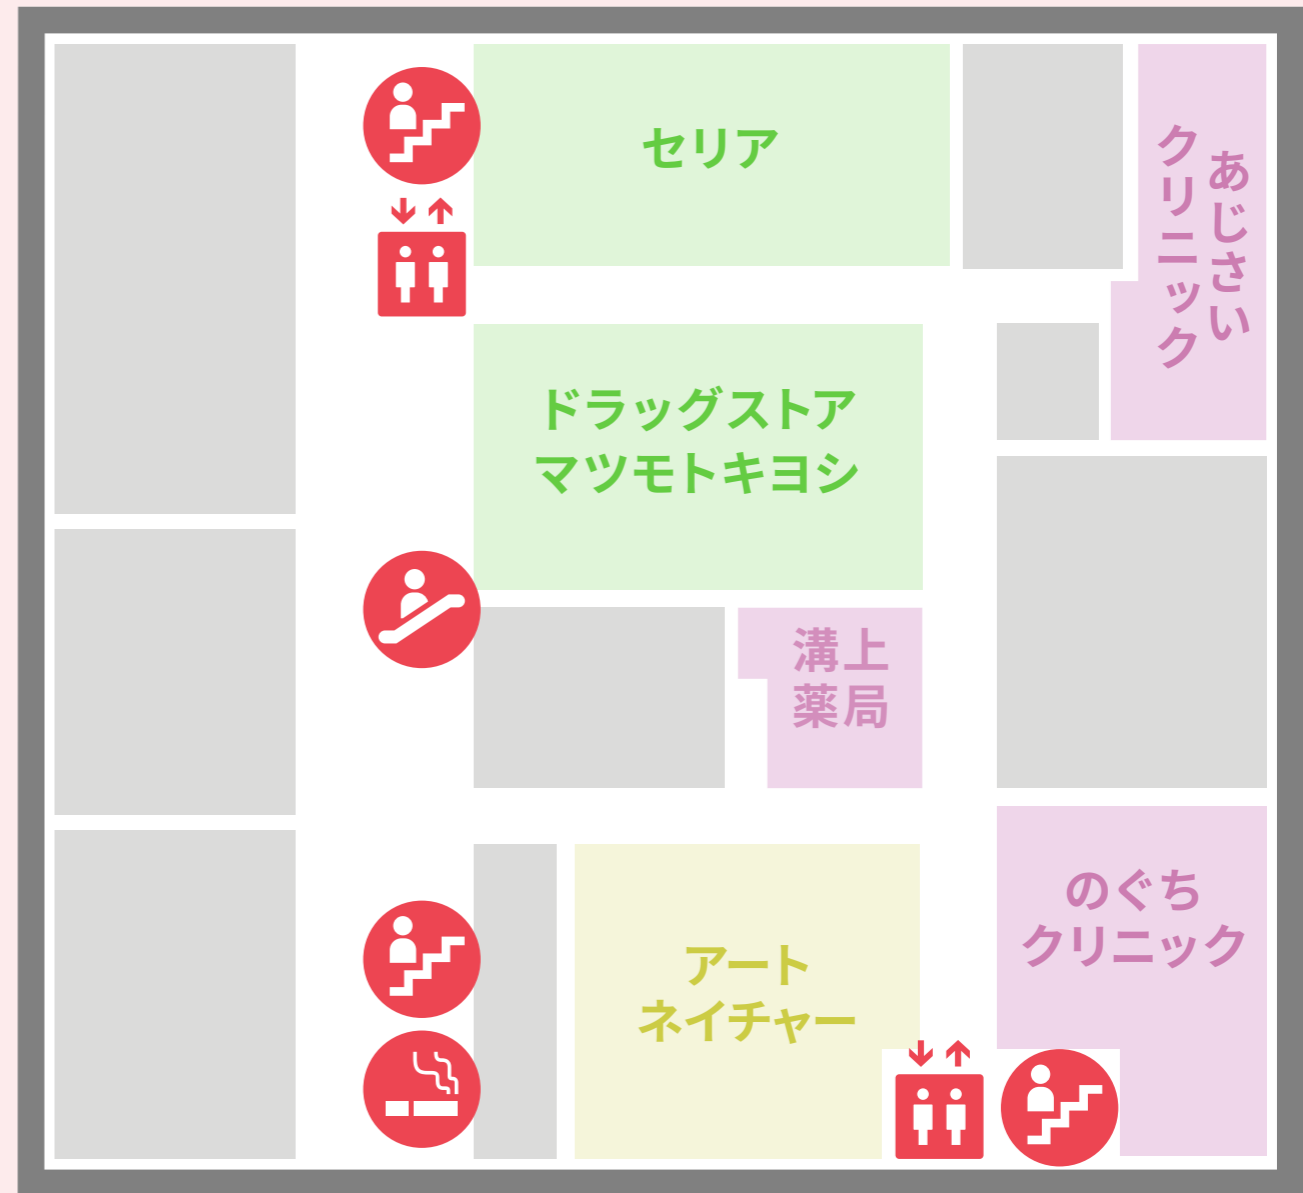 セリア
あじさい
クリニック
ドラッグストア
マツモトキヨシ
溝上
薬局
のぐち
クリニック
アート
ネイチャー